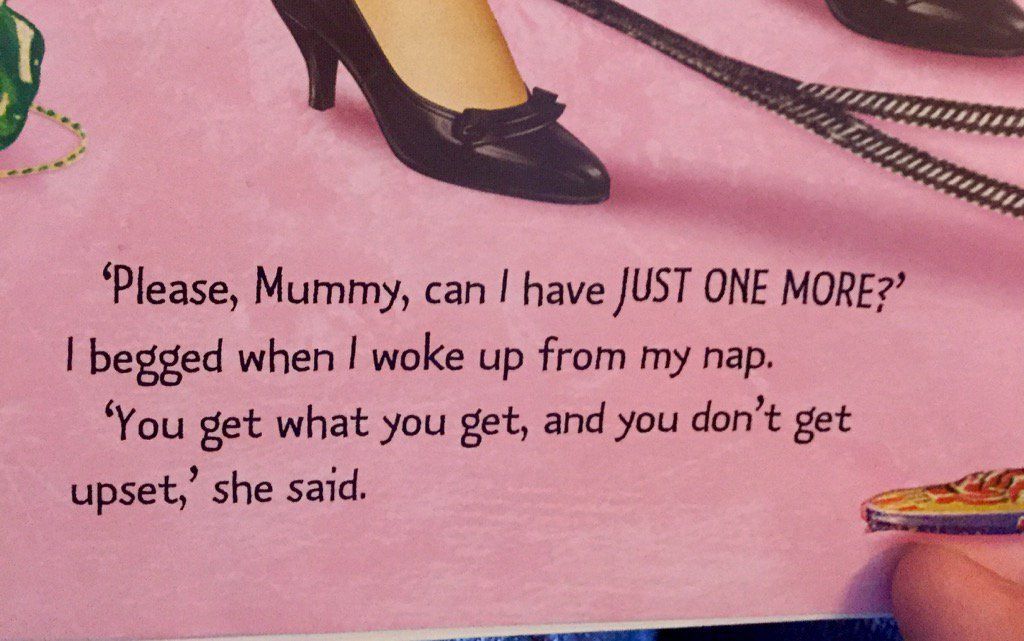 ‘Please, Mummy, can I have JUST ONE MORE?’
I begged when I woke up from my nap.
‘You get what you get, and you don’t get
upset,’ she said.